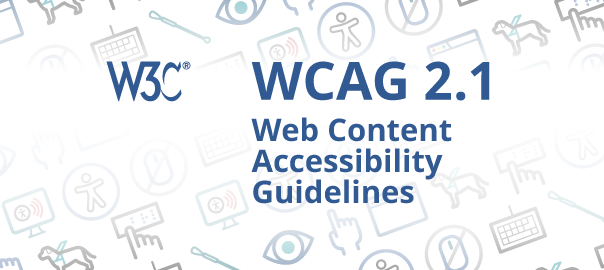 W3C®
WCAG 2.1
Web Content
Accessibility
Guidelines